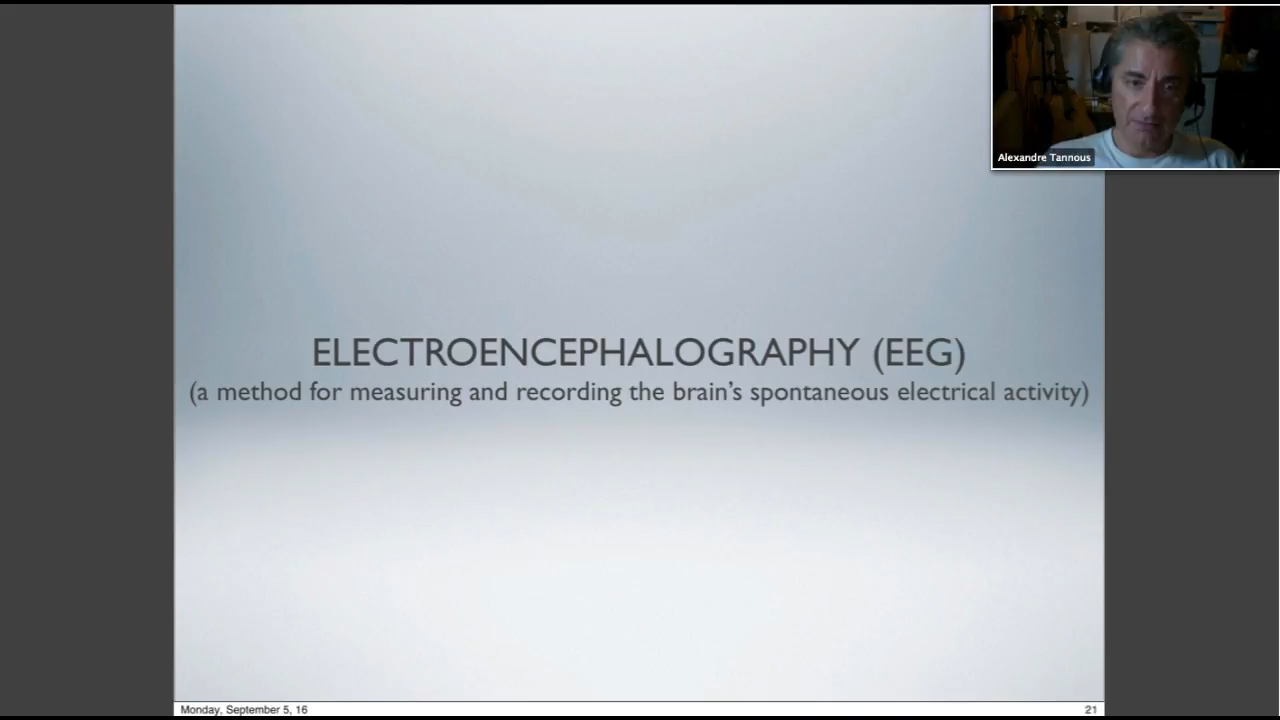 Alexandre Tannous
ELECTROENCEPHALOGRAPHY (EEG)
(a method for measuring and recording the brain's spontaneous electrical activity)
Monday, September 5, 16
21